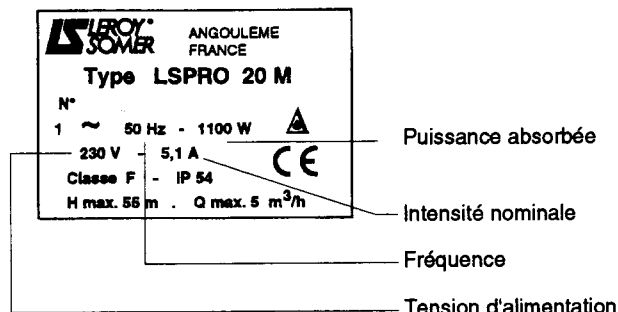 LS LEROY®
SOMER
ANGOULEME
FRANCE
Type LSPRO 20 M
N°
1 ~ 50 Hz - 1100 W
230 V - 5,1 A
CE
Classe F - IP 54
H max. 55 m . Q max. 5 m³/h
Puissance absorbée
Intensité nominale
Fréquence
Tension d'alimentation